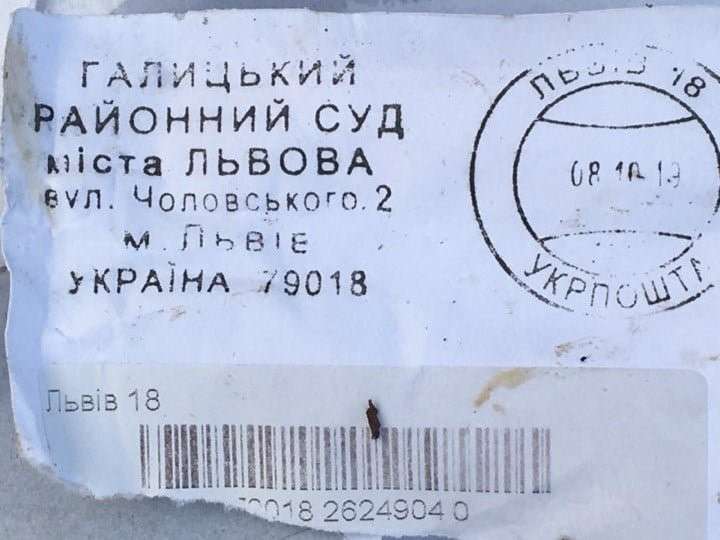 ГАЛИЦЬКИЙ
РАЙОННИЙ СУД
міста ЛЬВОВА
вул. Чоловського. 2
м. Львів
УКРАЇНА 79018
ЛЬВІВ 18
08 10 19
УКРПОШТА
Львів 18
79018 2624904 0